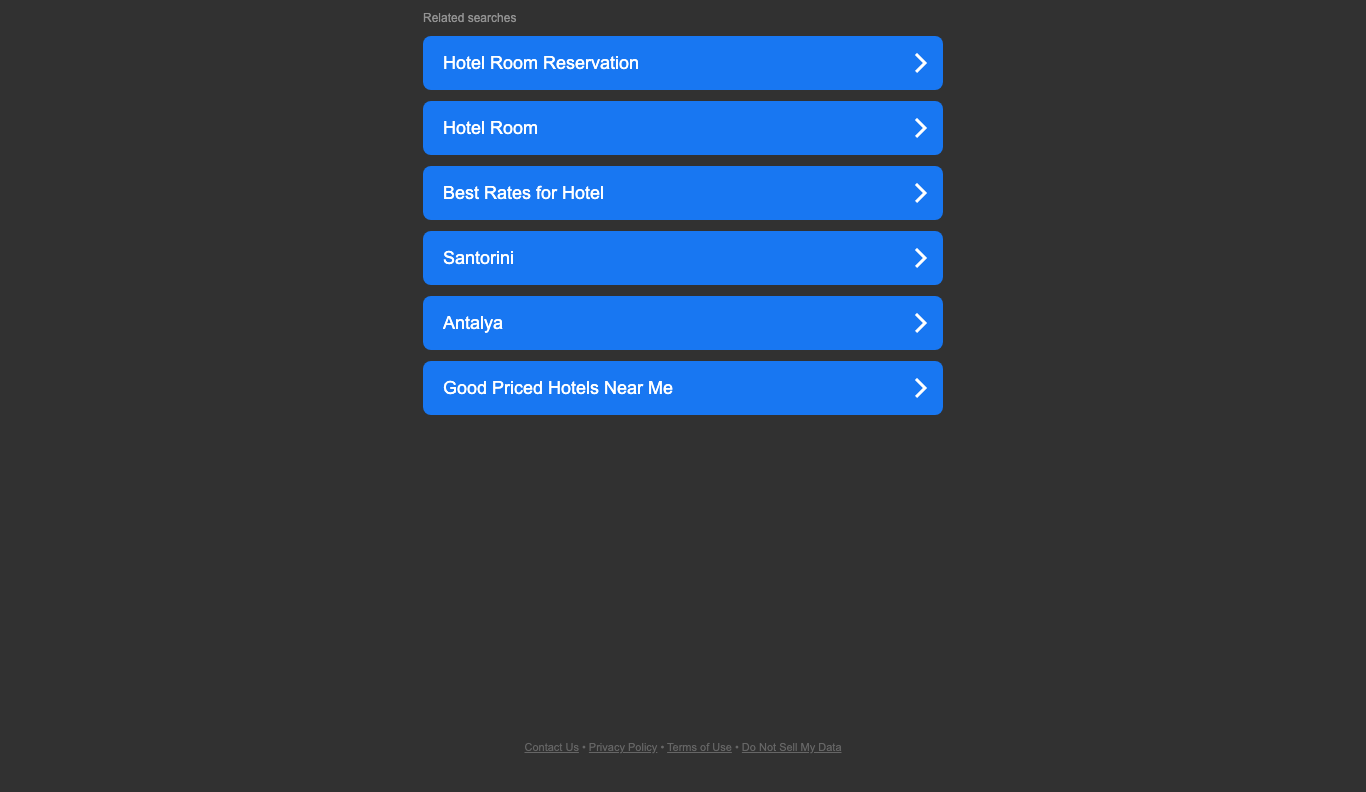 Related searches
Hotel Room Reservation
Hotel Room
Best Rates for Hotel
Santorini
Antalya
Good Priced Hotels Near Me
Contact Us • Privacy Policy • Terms of Use • Do Not Sell My Data